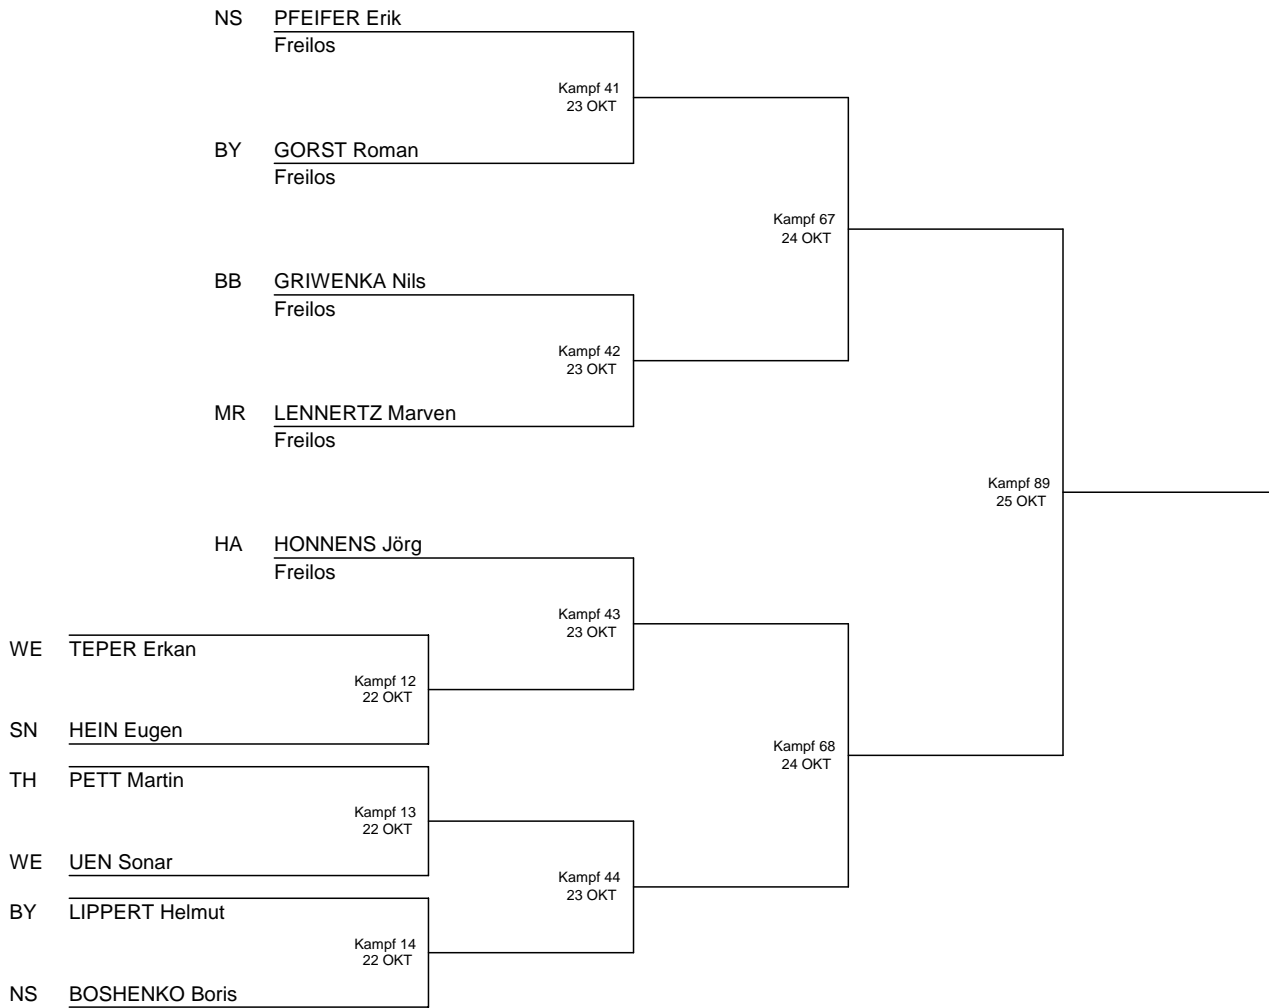 NS PFEIFER Erik
Freilos
Kampf 41
23 OKT
BY GORST Roman
Freilos
Kampf 67
24 OKT
BB GRIWENKA Nils
Freilos
Kampf 42
23 OKT
MR LENNERTZ Marven
Freilos
Kampf 89
25 OKT
HA HONNENS Jörg
Freilos
Kampf 43
23 OKT
WE TEPER Erkan
Kampf 12
22 OKT
SN HEIN Eugen
Kampf 68
24 OKT
TH PETT Martin
Kampf 13
22 OKT
WE UEN Sonar
Kampf 44
23 OKT
BY LIPPERT Helmut
Kampf 14
22 OKT
NS BOSHENKO Boris